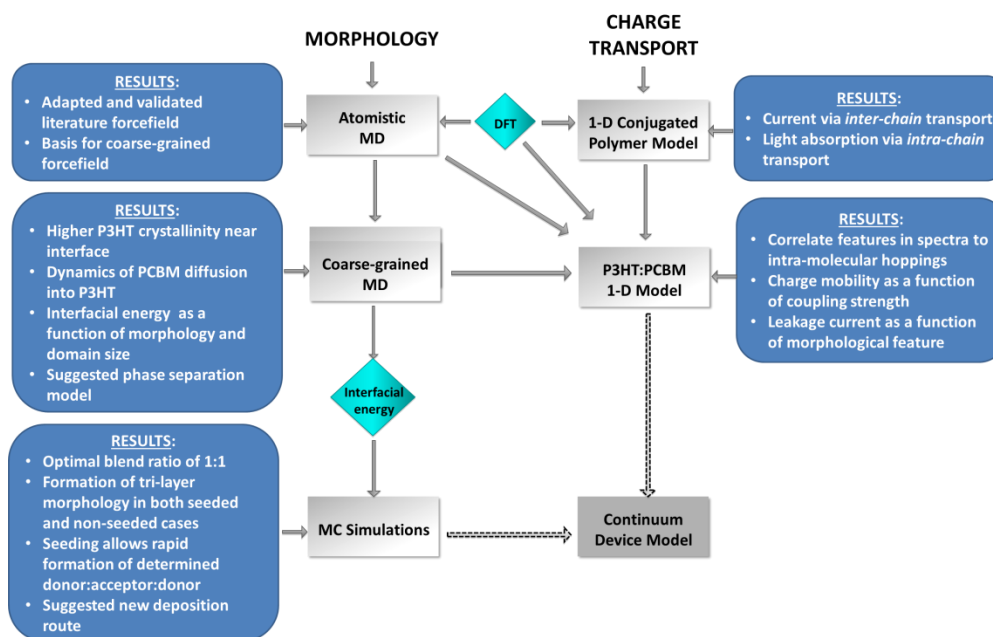 MORPHOLOGY
CHARGE
TRANSPORT
RESULTS:
• Adapted and validated
literature forcefield
• Basis for coarse-grained
forcefield
Atomistic
MD
DFT
1-D Conjugated
Polymer Model
RESULTS:
• Current via inter-chain transport
• Light absorption via intra-chain
transport
RESULTS:
• Higher P3HT crystallinity near
interface
• Dynamics of PCBM diffusion
into P3HT
• Interfacial energy as a
function of morphology and
domain size
• Suggested phase separation
model
Coarse-grained
MD
P3HT:PCBM
1-D Model
RESULTS:
• Correlate features in spectra to
intra-molecular hoppings
• Charge mobility as a function
of coupling strength
• Leakage current as a function
of morphological feature
Interfacial
energy
RESULTS:
• Optimal blend ratio of 1:1
• Formation of tri-layer
morphology in both seeded
and non-seeded cases
• Seeding allows rapid
formation of determined
donor:acceptor:donor
• Suggested new deposition
route
MC Simulations
Continuum
Device Model